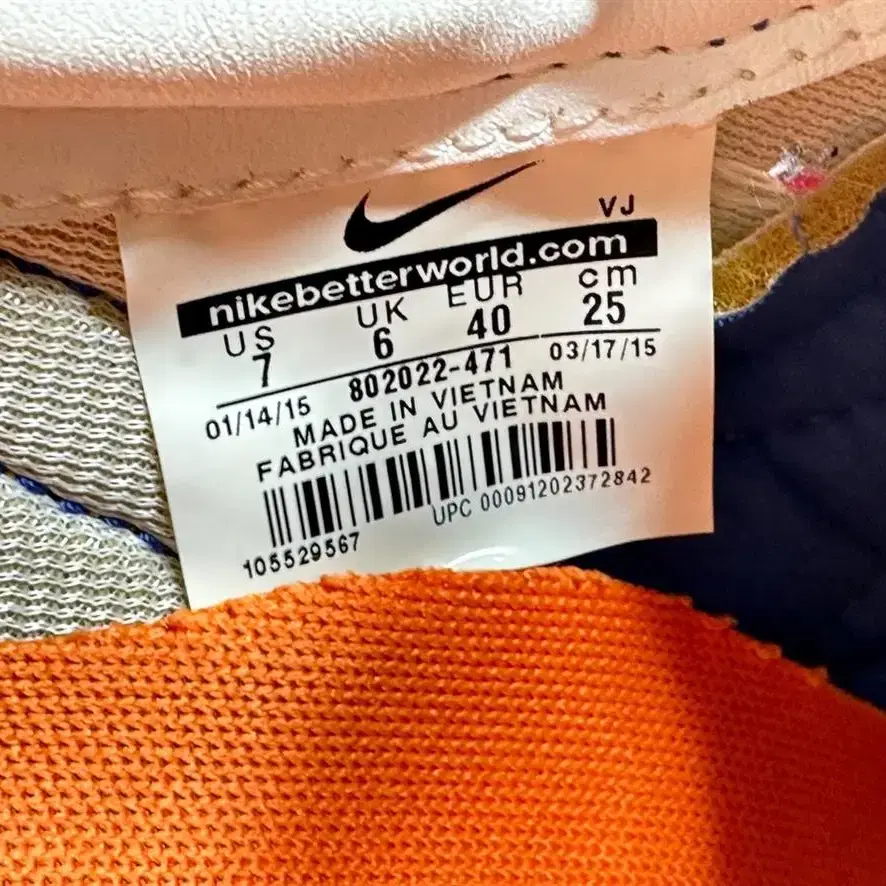 VJ
nikebetterworld.com
US UK EUR cm
7 6 40 25
01/14/15 802022-471 03/17/15
MADE IN VIETNAM
FABRIQUE AU VIETNAM
UPC 00091202372842
105529567